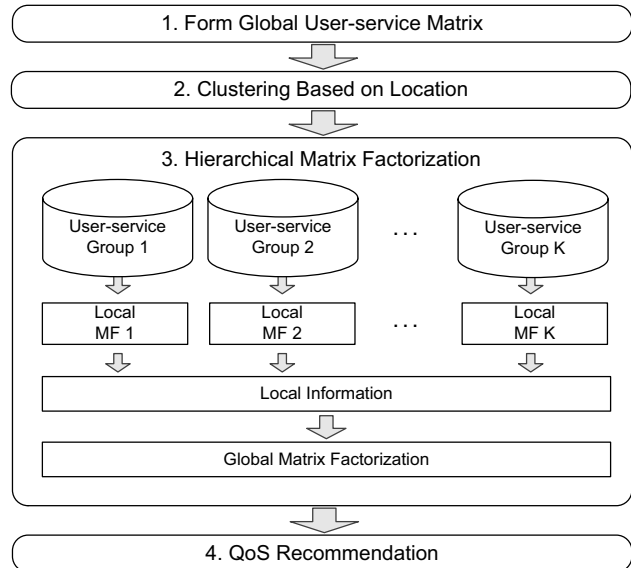 1. Form Global User-service Matrix
2. Clustering Based on Location
3. Hierarchical Matrix Factorization
User-service
Group 1
User-service
Group 2
...
User-service
Group K
Local
MF 1
Local
MF 2
...
Local
MF K
Local Information
Global Matrix Factorization
4. QoS Recommendation